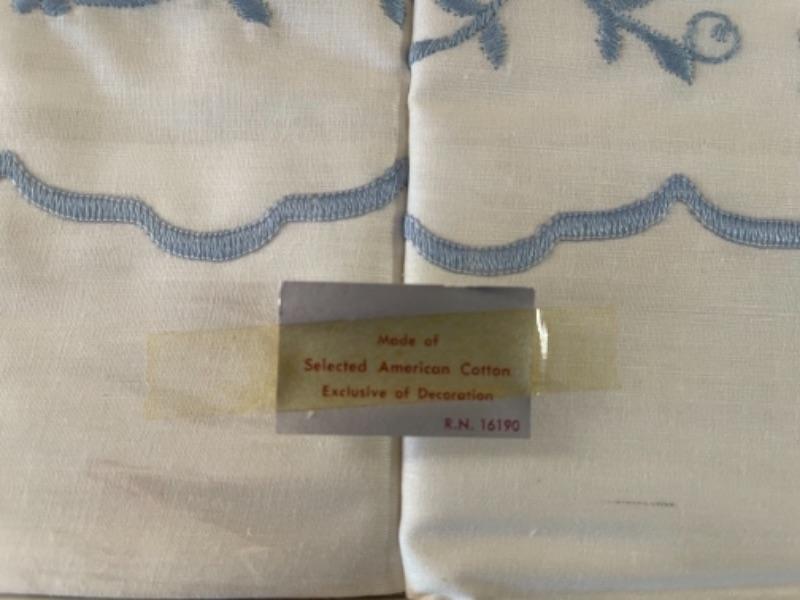 Made of
Selected American Cotton
Exclusive of Decoration
R.N. 16190